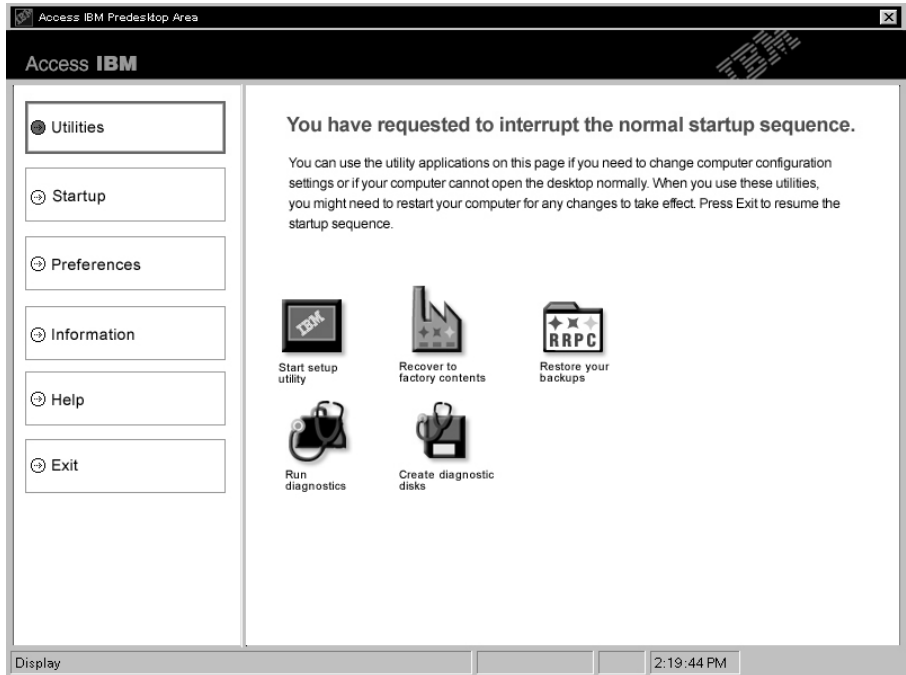 Access IBM Predesktop Area
Access IBM
IBM
Utilities
Startup
Preferences
Information
Help
Exit
You have requested to interrupt the normal startup sequence.
You can use the utility applications on this page if you need to change computer configuration
settings or if your computer cannot open the desktop normally. When you use these utilities,
you might need to restart your computer for any changes to take effect. Press Exit to resume the
startup sequence.
IBM
Start setup
utility
Recover to
factory contents
RRPC
Restore your
backups
Run
diagnostics
Create diagnostic
disks
Display
2:19:44 PM